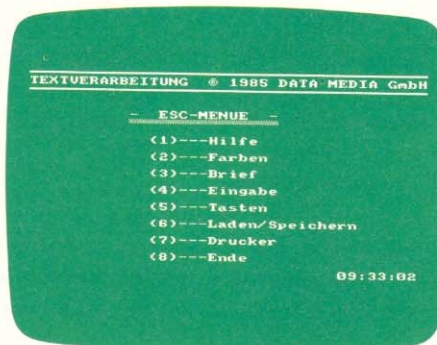 TEXTVERARBEITUNG © 1985 DATA MEDIA GmbH
- ESC-MENUE -
(1)---Hilfe
(2)---Farben
(3)---Brief
(4)---Eingabe
(5)---Tasten
(6)---Laden/Speichern
(7)---Drucker
(8)---Ende
09:33:02